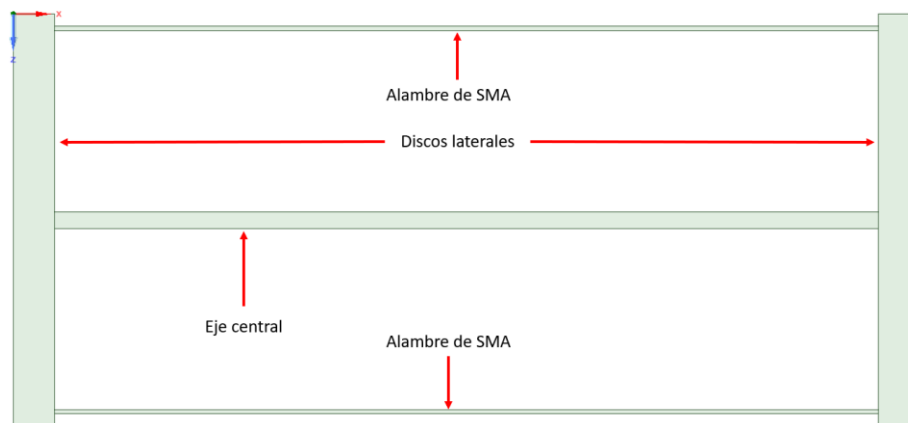 x
z
Alambre de SMA
Discos laterales
Eje central
Alambre de SMA